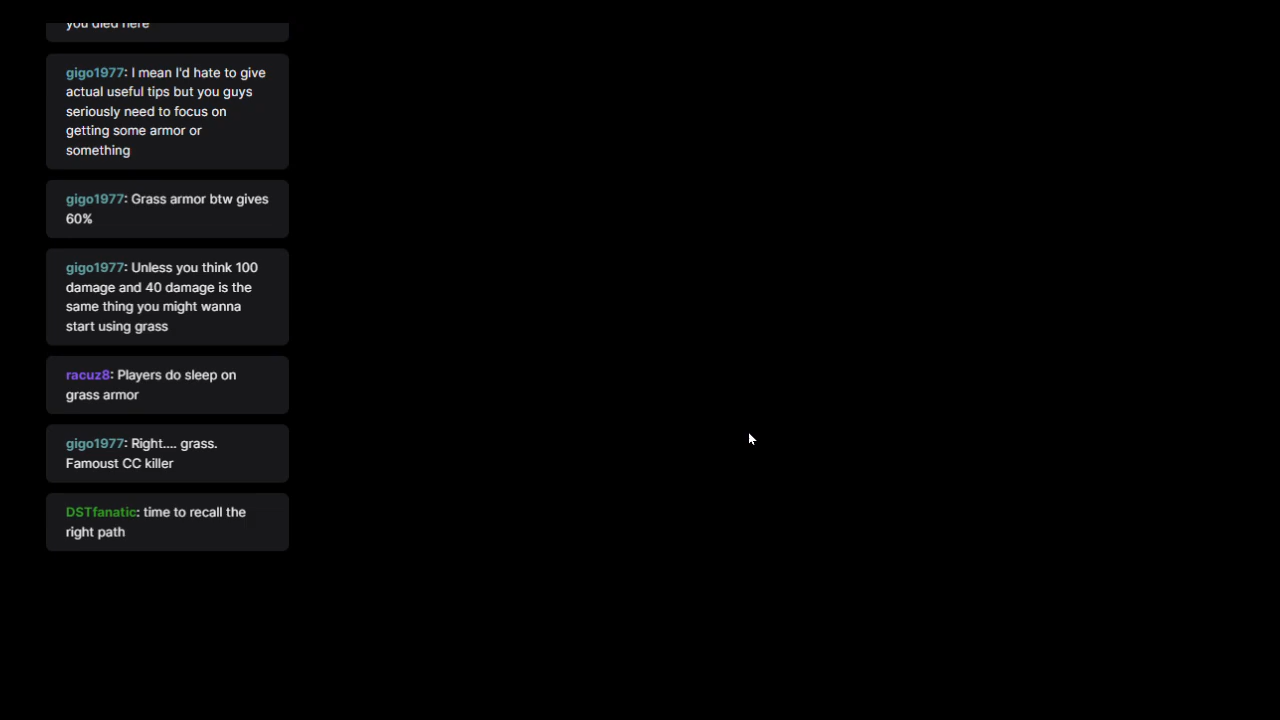 you died here
gigo1977: I mean I'd hate to give
actual useful tips but you guys
seriously need to focus on
getting some armor or
something
gigo1977: Grass armor btw gives
60%
gigo1977: Unless you think 100
damage and 40 damage is the
same thing you might wanna
start using grass
racuz8: Players do sleep on
grass armor
gigo1977: Right.... grass.
Famoust CC killer
DSTfanatic: time to recall the
right path